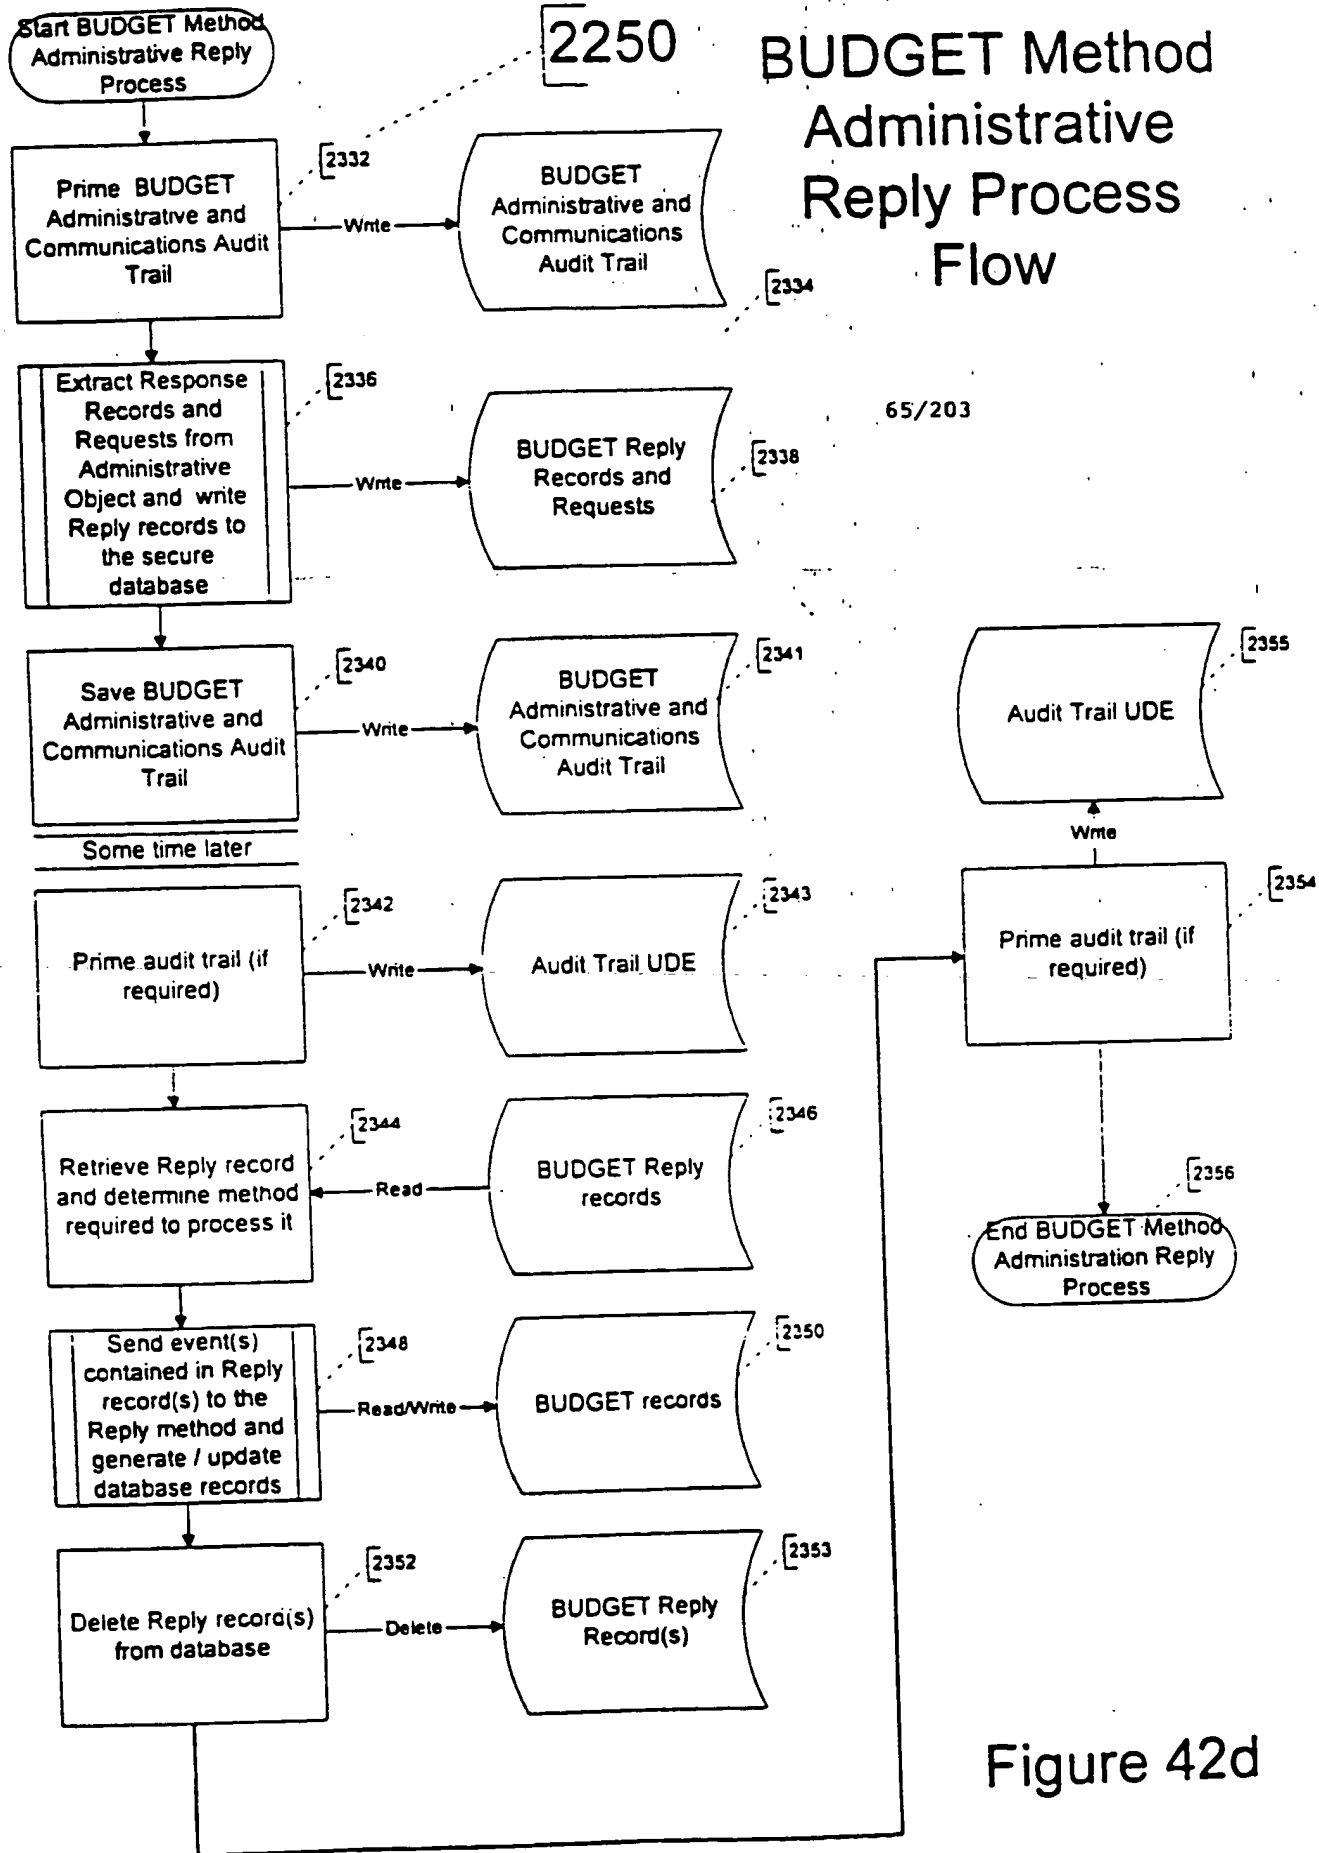 Start BUDGET Method
Administrative Reply
Process
2250
BUDGET Method
Administrative
Reply Process
Flow
2332
Prime BUDGET
Administrative and
Communications Audit
Trail
Write
BUDGET
Administrative and
Communications
Audit Trail
2334
65/203
2336
Extract Response
Records and
Requests from
Administrative
Object and write
Reply records to
the secure
database
Write
BUDGET Reply
Records and
Requests
2338
2340
Save BUDGET
Administrative and
Communications Audit
Trail
Write
BUDGET
Administrative and
Communications
Audit Trail
2341
Some time later
2342
Prime audit trail (if
required)
Write
Audit Trail UDE
2343
2344
Retrieve Reply record
and determine method
required to process it
Read
BUDGET Reply
records
2346
2348
Send event(s)
contained in Reply
record(s) to the
Reply method and
generate / update
database records
Read/Write
BUDGET records
2350
2352
Delete Reply record(s)
from database
Delete
BUDGET Reply
Record(s)
2353
Audit Trail UDE
2355
Write
2354
Prime audit trail (if
required)
2356
End BUDGET Method
Administration Reply
Process
Figure 42d